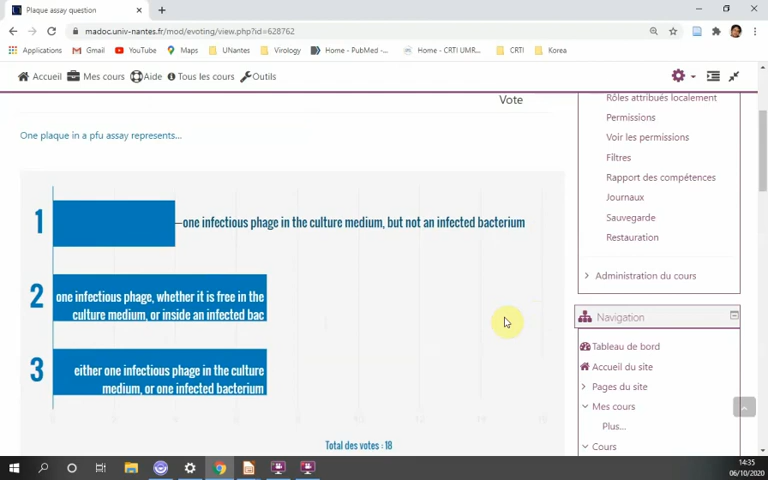 Plaque assay question
madoc.univ-nantes.fr/mod/evoting/view.php?id=628762
Applications Gmail YouTube Maps UNantes Virology Home - PubMed -... Home - CRTI UMR... CRTI Korea
Accueil Mes cours Aide Tous les cours Outils
Vote
One plaque in a pfu assay represents...
1 one infectious phage in the culture medium, but not an infected bacterium
2 one infectious phage, whether it is free in the
culture medium, or inside an infected bac
3 either one infectious phage in the culture
medium, or one infected bacterium
Total des votes : 18
Rôles attribués localement
Permissions
Voir les permissions
Filtres
Rapport des compétences
Journaux
Sauvegarde
Restauration
Administration du cours
Navigation
Tableau de bord
Accueil du site
Pages du site
Mes cours
Plus...
Cours
14:35
06/10/2020